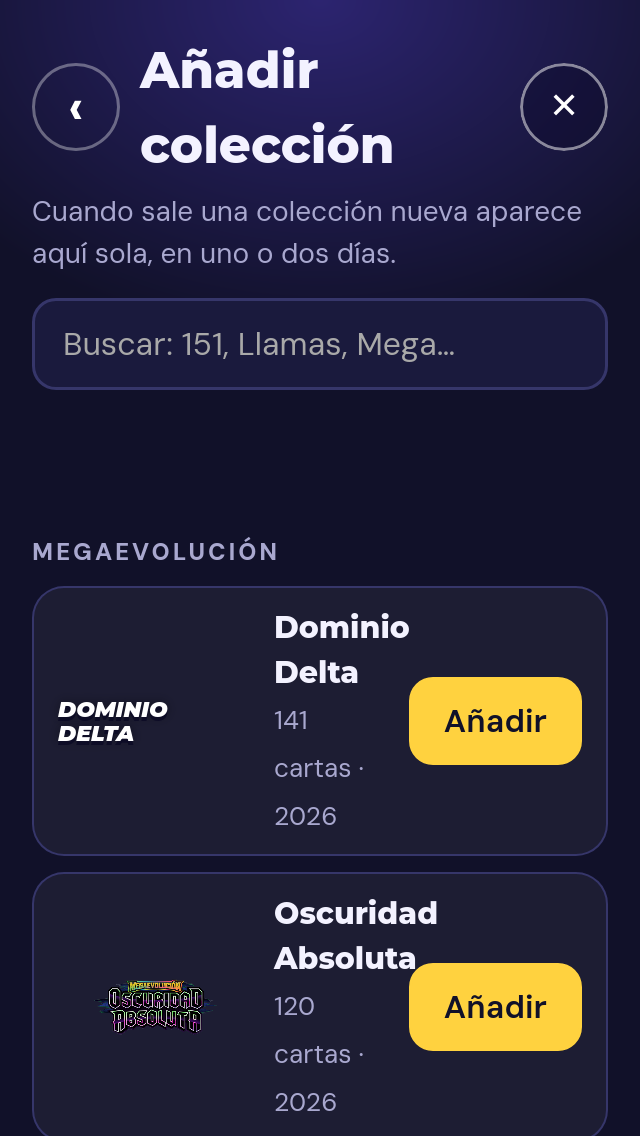 ‹
Añadir
colección
✕
Cuando sale una colección nueva aparece
aquí sola, en uno o dos días.
Buscar: 151, Llamas, Mega...
MEGAEVOLUCIÓN
DOMINIO
DELTA
Dominio
Delta
141
cartas ·
2026
Añadir
MEGAEVOLUCIÓN
OSCURIDAD
ABSOLUTA
Oscuridad
Absoluta
120
cartas ·
2026
Añadir